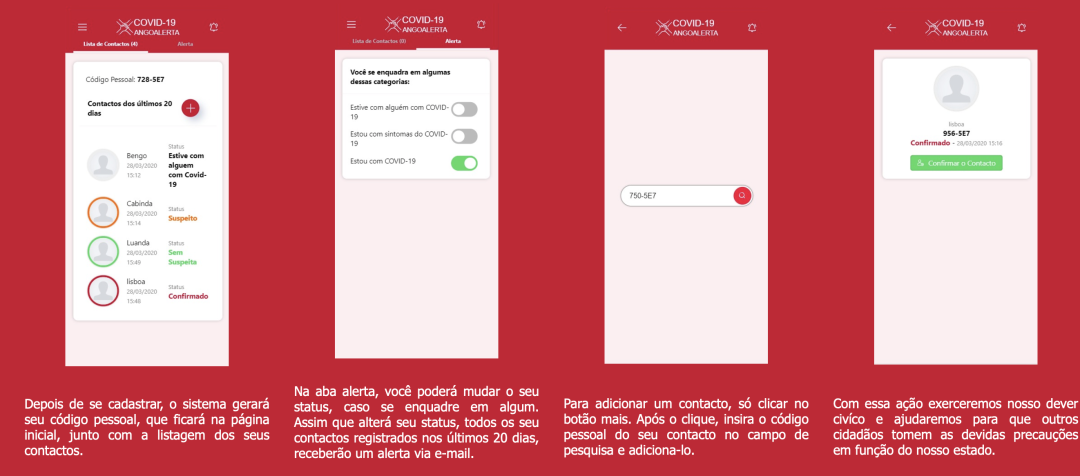 COVID-19
ANGOALERTA
Lista de Contactos (4)
Alerta
Código Pessoal: 728-5E7
Contactos dos últimos 20
dias
Bengo
28/03/2020
15:12
Status
Estive com
alguem
com Covid-
19
Cabinda
28/03/2020
15:14
Status
Suspeito
Luanda
28/03/2020
15:49
Status
Sem
Suspeita
lisboa
28/03/2020
15:48
Status
Confirmado
Depois de se cadastrar, o sistema gerará
seu código pessoal, que ficará na página
inicial, junto com a listagem dos seus
contactos.
COVID-19
ANGOALERTA
Lista de Contactos (0)
Alerta
Você se enquadra em algumas
dessas categorias:
Estive com alguém com COVID-
19
Estou com sintomas do COVID-
19
Estou com COVID-19
Na aba alerta, você poderá mudar o seu
status, caso se enquadre em algum.
Assim que alterá seu status, todos os seu
contactos registrados nos últimos 20 dias,
receberão um alerta via e-mail.
COVID-19
ANGOALERTA
750-5E7
Para adicionar um contacto, só clicar no
botão mais. Após o clique, insira o código
pessoal do seu contacto no campo de
pesquisa e adiciona-lo.
COVID-19
ANGOALERTA
lisboa
956-5E7
Confirmado - 28/03/2020 15:16
Confirmar o Contacto
Com essa ação exerceremos nosso dever
civíco e ajudaremos para que outros
cidadãos tomem as devidas precauções
em função do nosso estado.